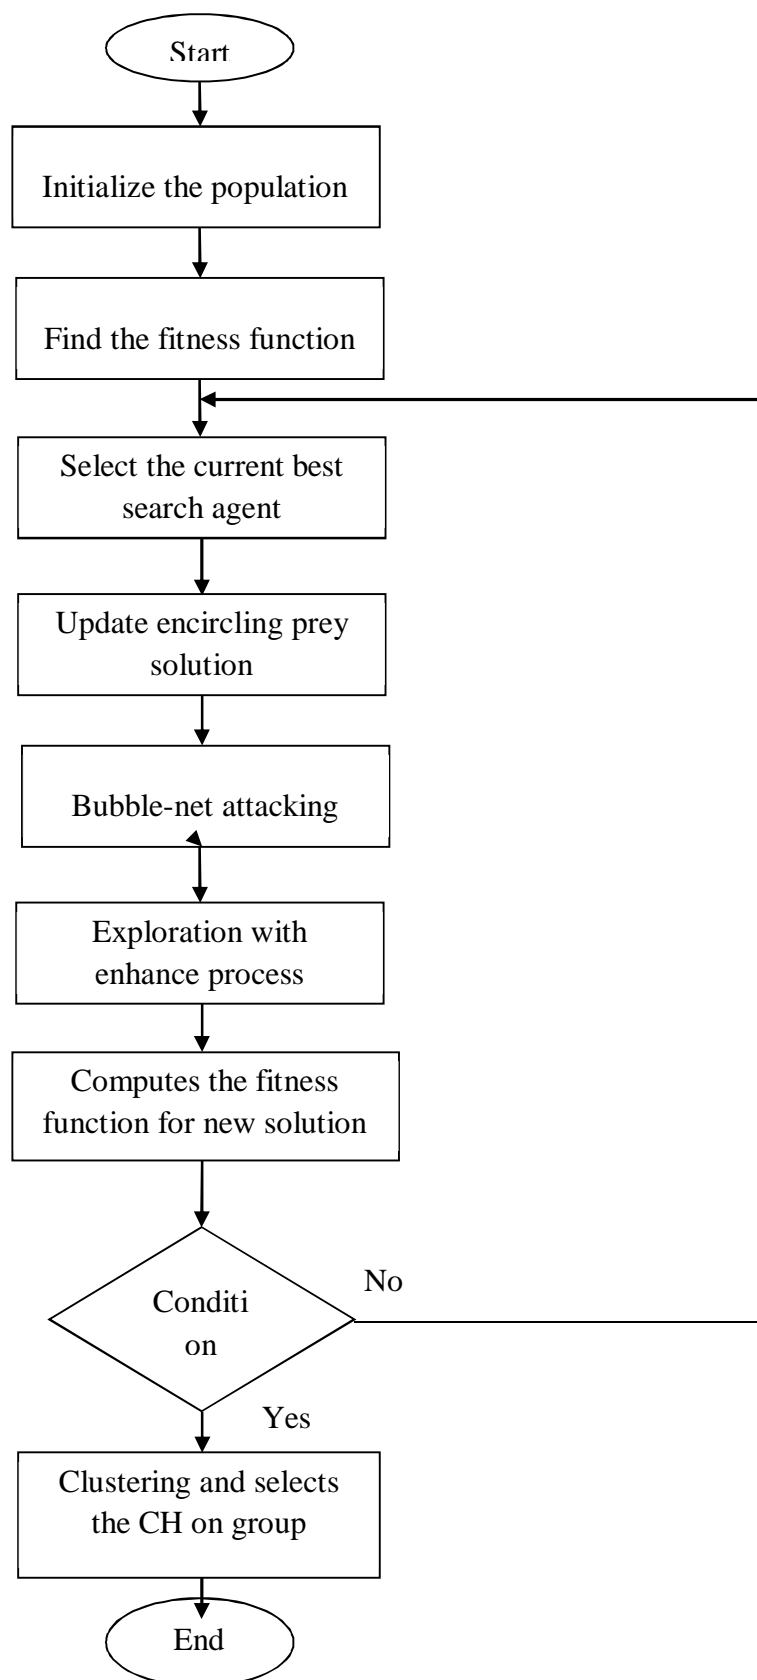 Start
Initialize the population
Find the fitness function
Select the current best
search agent
Update encircling prey
solution
Bubble-net attacking
Exploration with
enhance process
Computes the fitness
function for new solution
No
Conditi
on
Yes
Clustering and selects
the CH on group
End